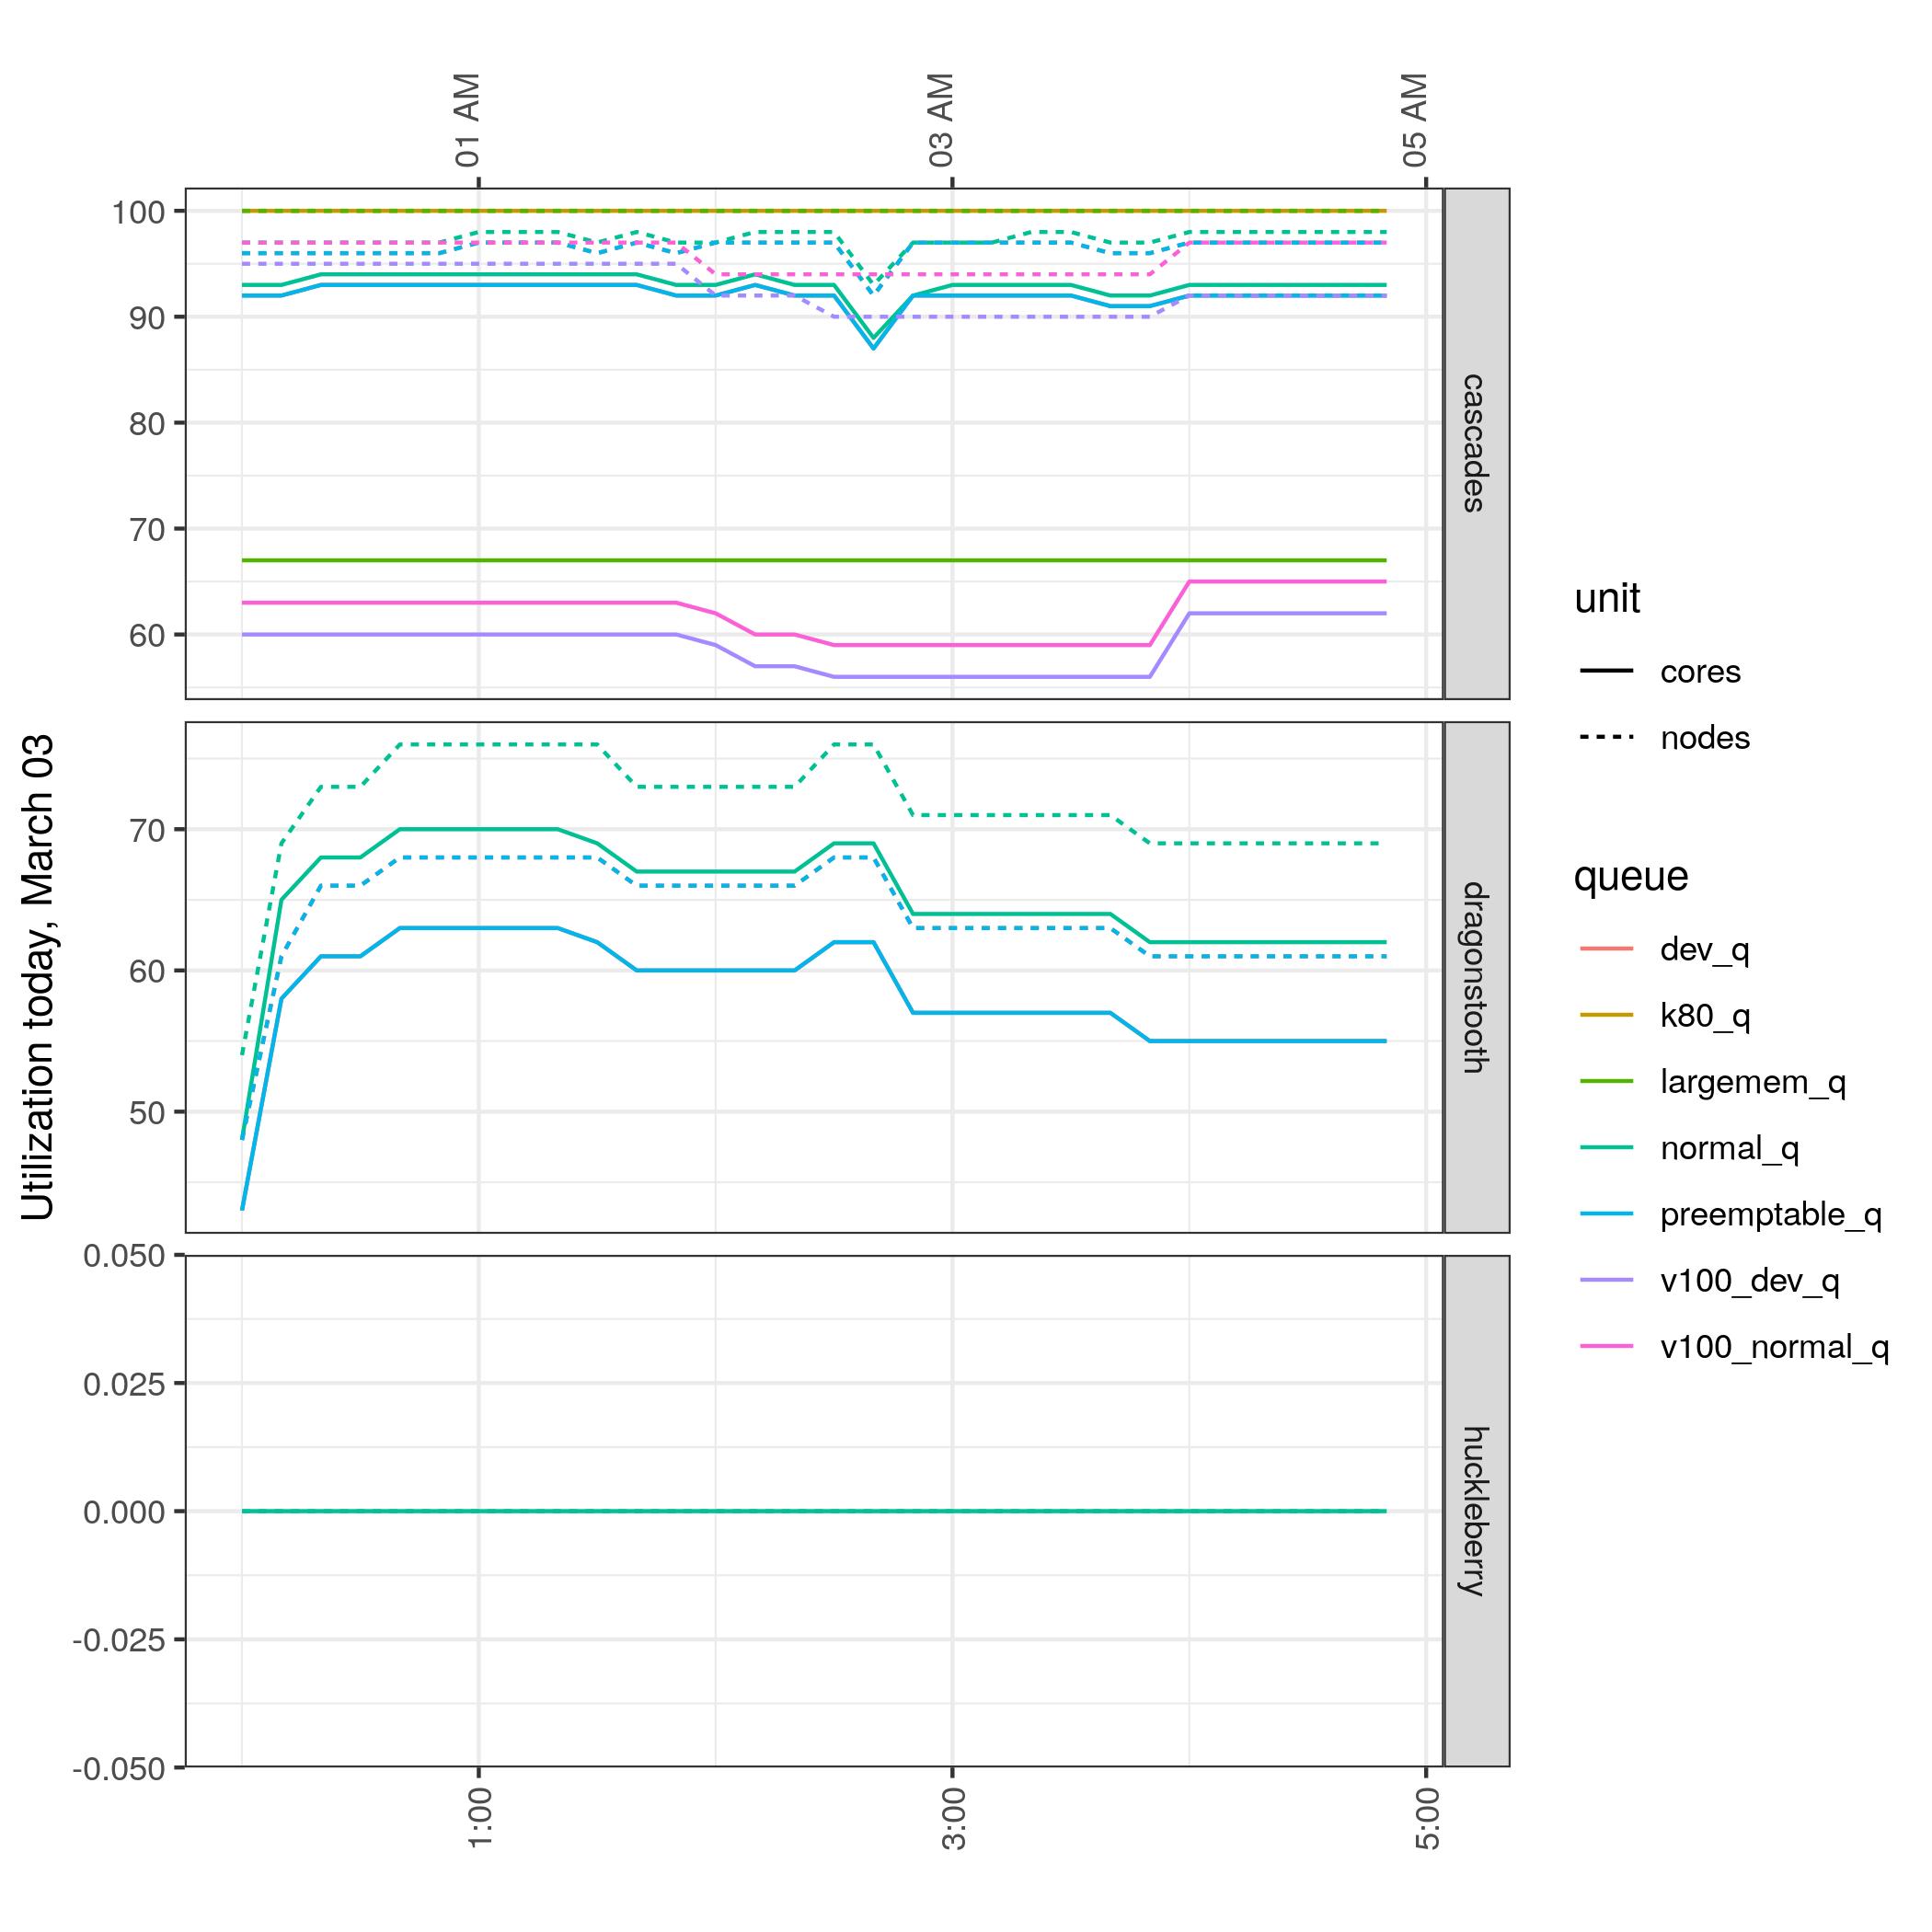 01 AM
03 AM
05 AM
Utilization today, March 03
100
90
80
70
60
cascades
70
60
50
dragonstooth
0.050
0.025
0.000
-0.025
-0.050
huckleberry
1:00
3:00
5:00
unit
cores
nodes
queue
dev_q
k80_q
largemem_q
normal_q
preemptable_q
v100_dev_q
v100_normal_q